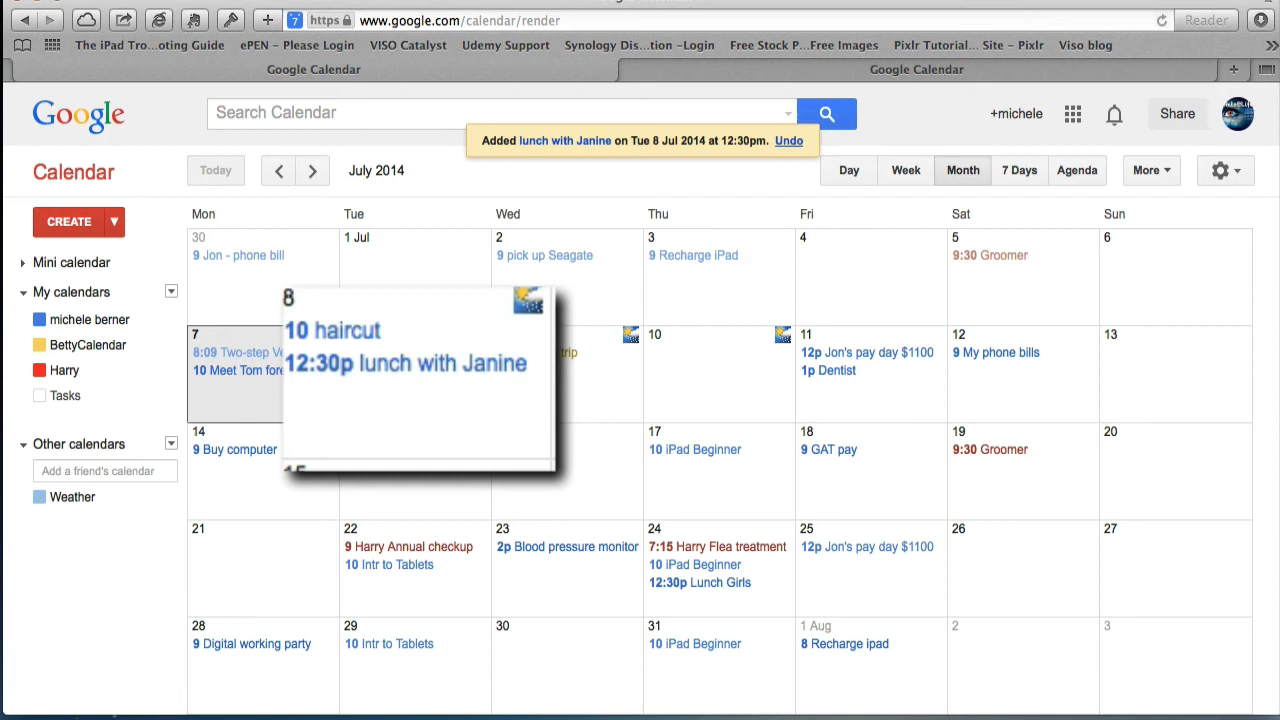 https www.google.com/calendar/render Reader
The iPad Tro...oting Guide ePEN - Please Login VISO Catalyst Udemy Support Synology Dis...tion -Login Free Stock P...Free Images Pixlr Tutorial... Site - Pixlr Viso blog
Google Calendar Google Calendar
Google Search Calendar +michele Share
Added lunch with Janine on Tue 8 Jul 2014 at 12:30pm. Undo
Calendar Today July 2014 Day Week Month 7 Days Agenda More
CREATE
Mini calendar
My calendars
michele berner
BettyCalendar
Harry
Tasks
Other calendars
Add a friend's calendar
Weather
Mon Tue Wed Thu Fri Sat Sun
30 1 Jul 2 3 4 5 6
9 Jon - phone bill 9 pick up Seagate 9 Recharge iPad 9:30 Groomer
8
10 haircut
12:30p lunch with Janine
15
7 10 11 12 13
8:09 Two-step trip 12p Jon's pay day $1100 9 My phone bills
10 Meet Tom 1p Dentist
14 17 18 19 20
9 Buy computer 10 iPad Beginner 9 GAT pay 9:30 Groomer
21 22 23 24 25 26 27
9 Harry Annual checkup 2p Blood pressure monitor 7:15 Harry Flea treatment 12p Jon's pay day $1100
10 Intr to Tablets 10 iPad Beginner
12:30p Lunch Girls
28 29 30 31 1 Aug 2 3
9 Digital working party 10 Intr to Tablets 10 iPad Beginner 8 Recharge ipad